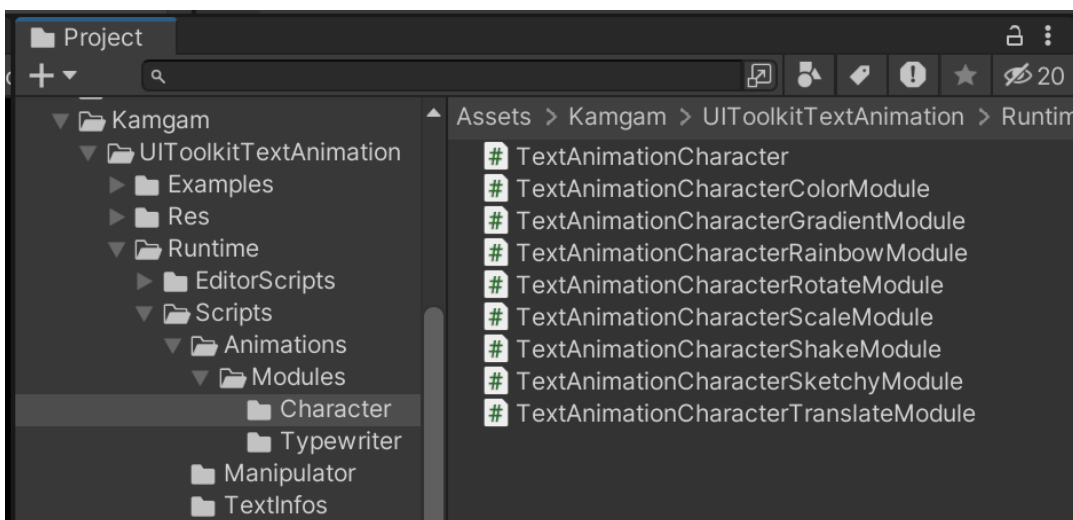 Project
20
Kamgam
UIToolkitTextAnimation
Examples
Res
Runtime
EditorScripts
Scripts
Animations
Modules
Character
Typewriter
Manipulator
TextInfos
Assets > Kamgam > UIToolkitTextAnimation >
TextAnimationCharacter
TextAnimationCharacterColorModule
TextAnimationCharacterGradientModule
TextAnimationCharacterRainbowModule
TextAnimationCharacterRotateModule
TextAnimationCharacterScaleModule
TextAnimationCharacterShakeModule
TextAnimationCharacterSketchyModule
TextAnimationCharacterTranslateModule